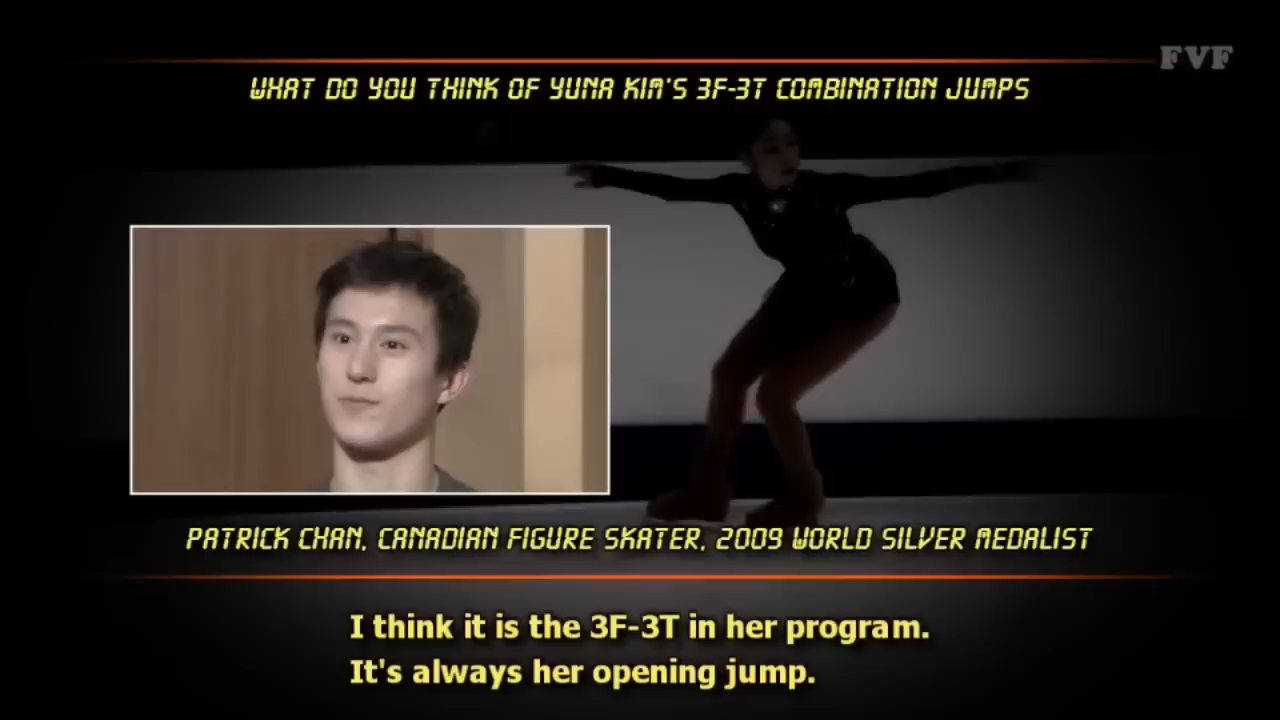 FVF
WHAT DO YOU THINK OF YUNA KIM'S 3F-3T COMBINATION JUMPS
PATRICK CHAN, CANADIAN FIGURE SKATER, 2009 WORLD SILVER MEDALIST
I think it is the 3F-3T in her program.
It's always her opening jump.